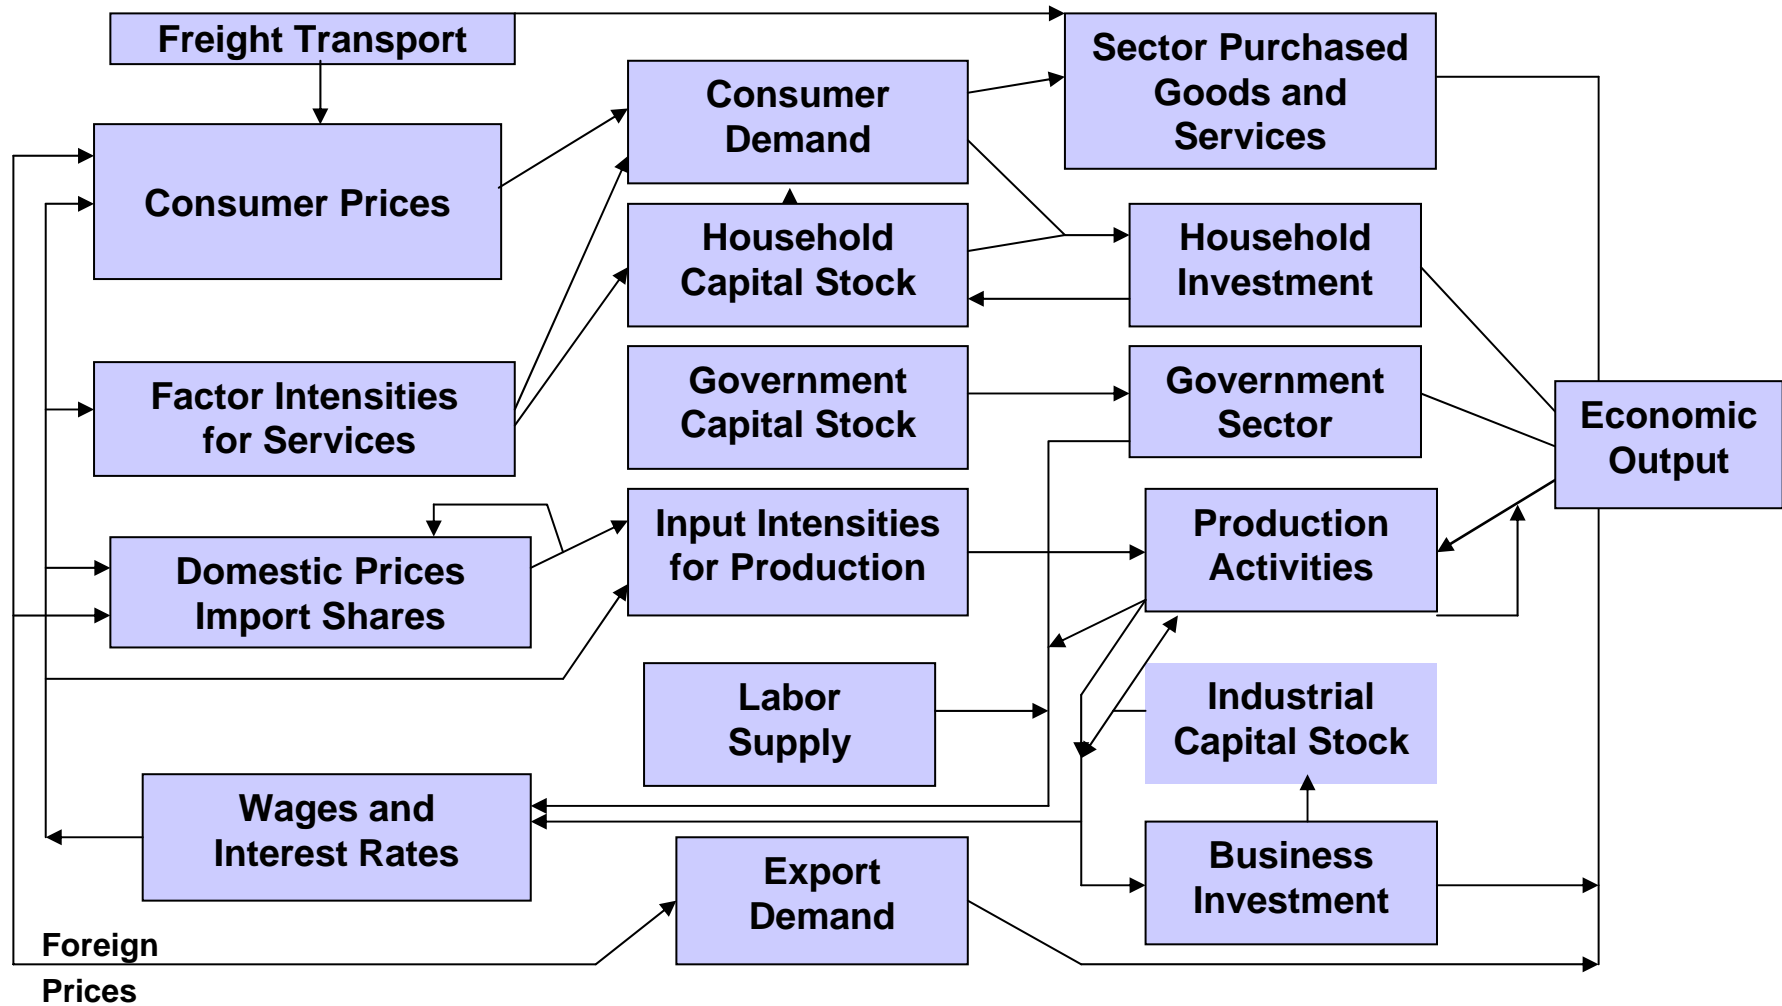 Freight Transport
Sector Purchased
Goods and
Services
Consumer
Demand
Consumer Prices
Household
Capital Stock
Household
Investment
Factor Intensities
for Services
Government
Capital Stock
Government
Sector
Economic
Output
Domestic Prices
Import Shares
Input Intensities
for Production
Production
Activities
Labor
Supply
Industrial
Capital Stock
Wages and
Interest Rates
Export
Demand
Business
Investment
Foreign
Prices